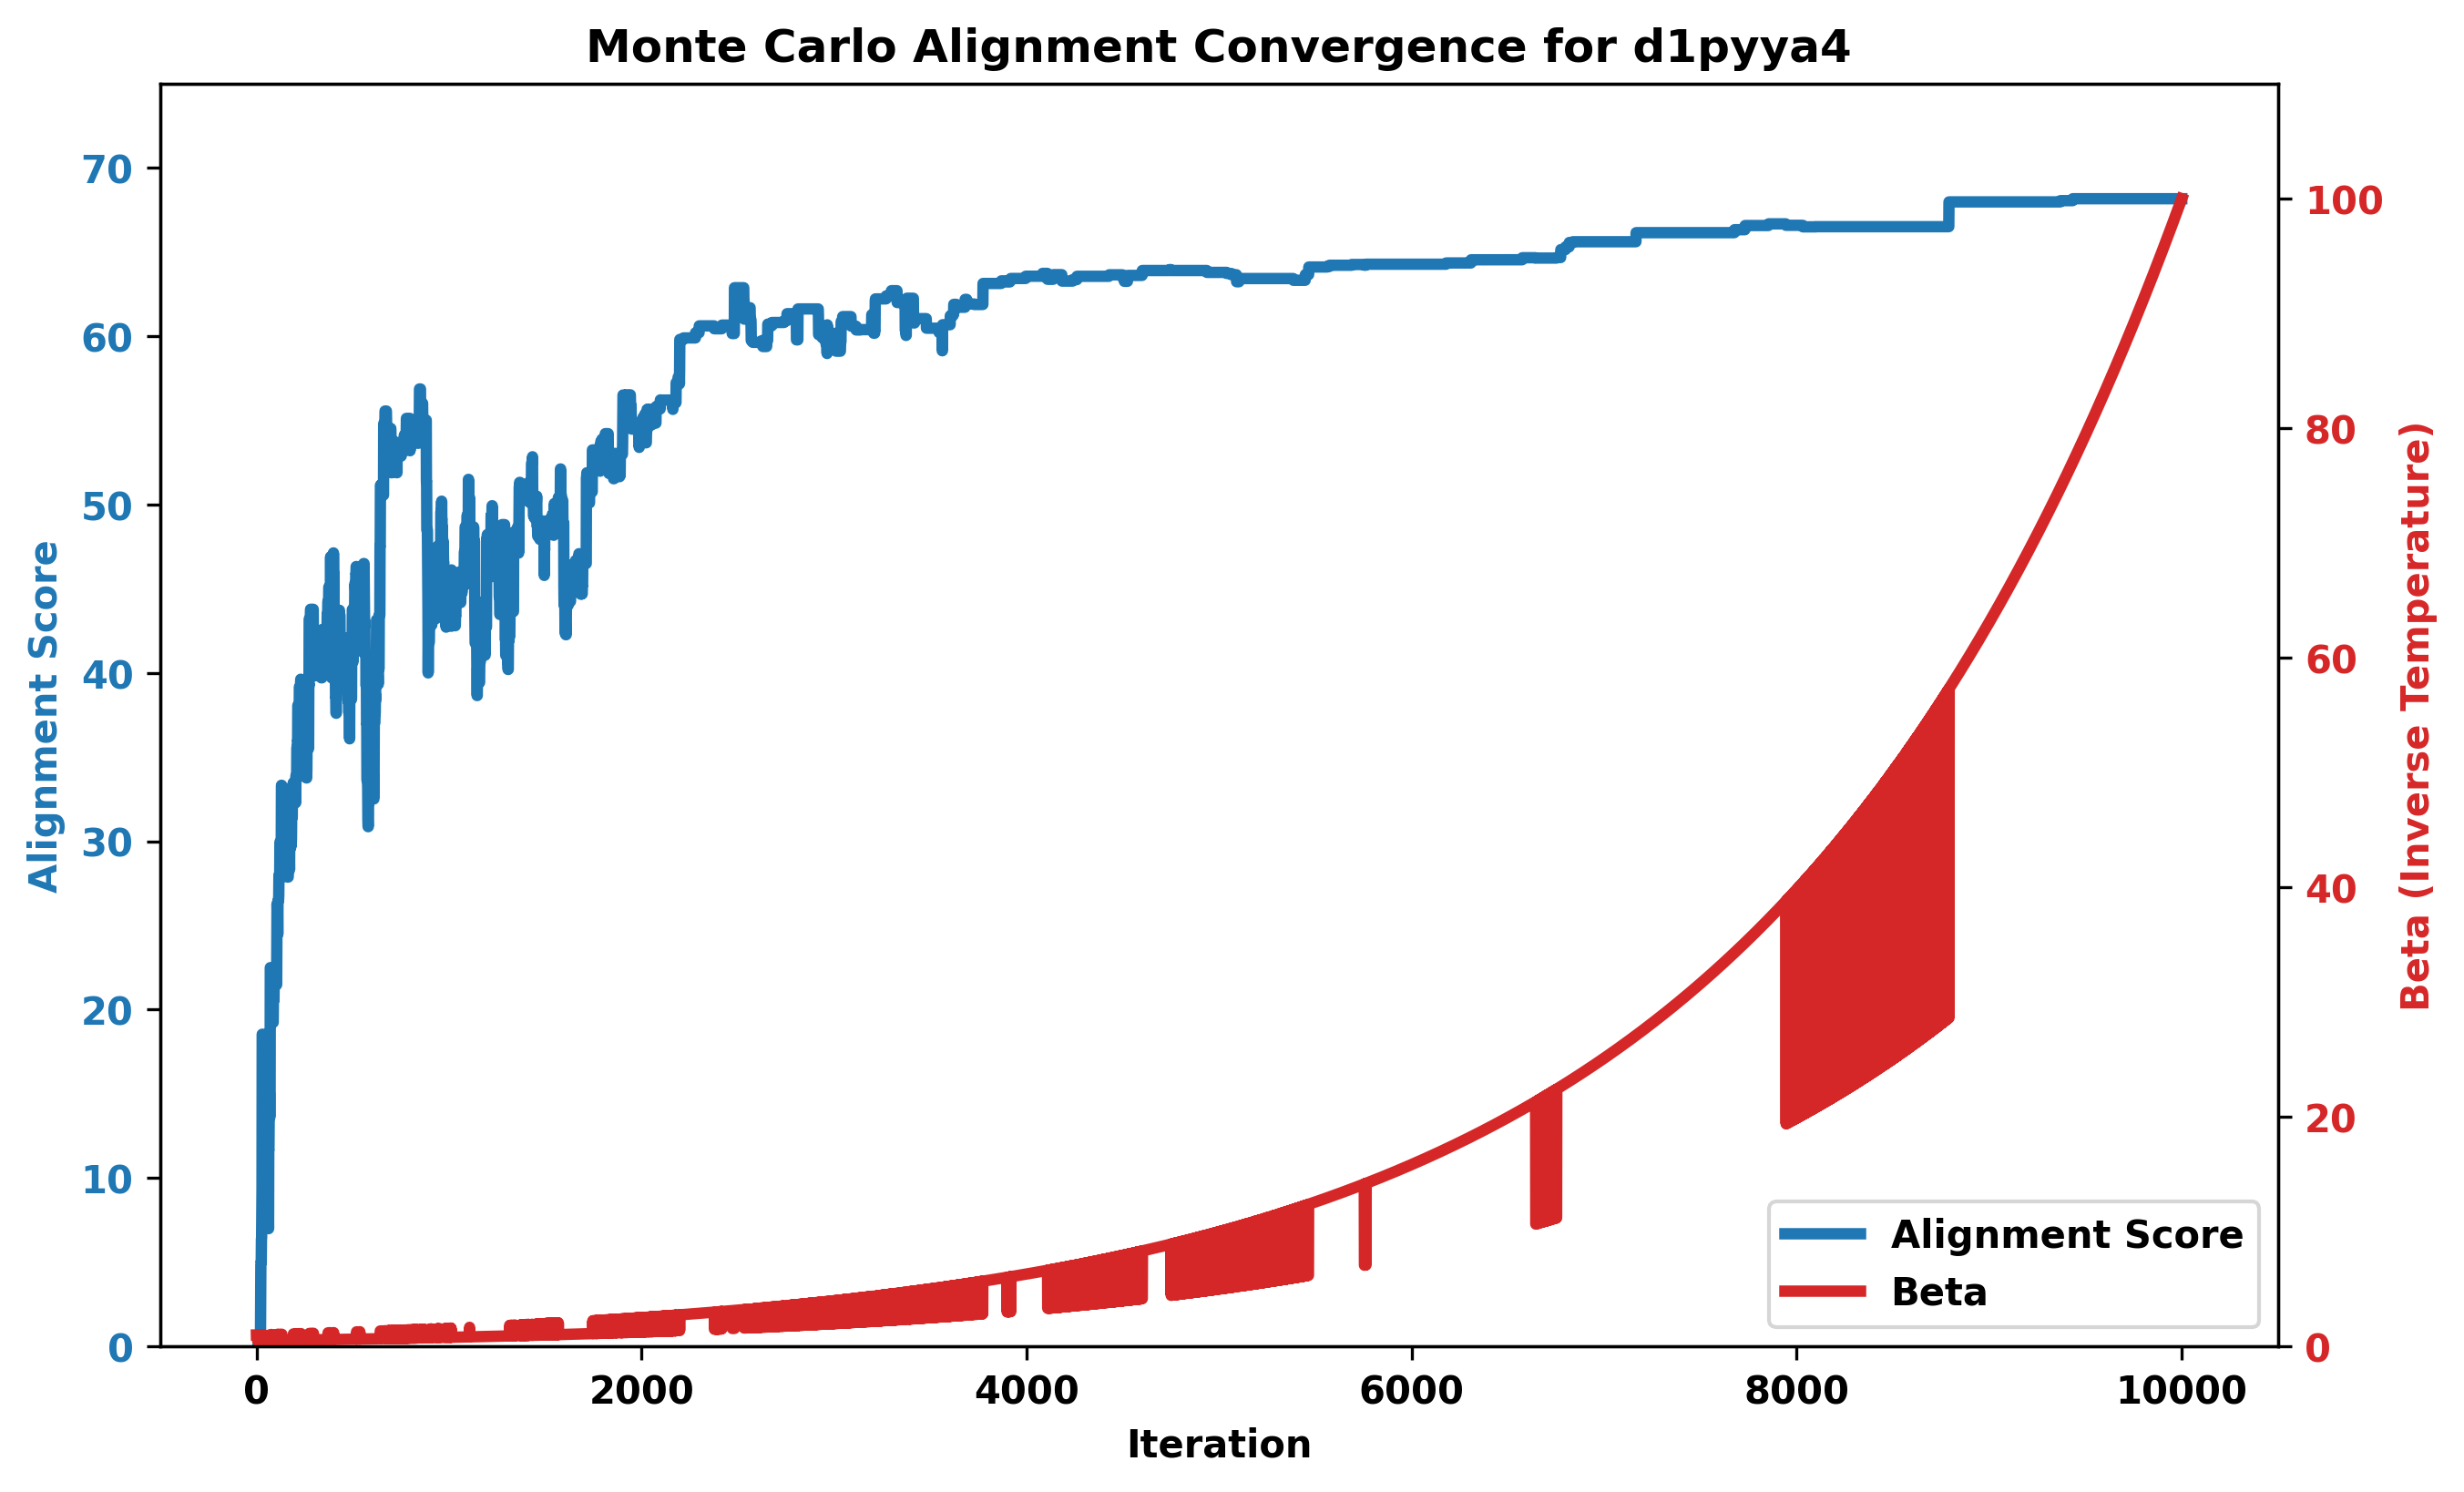 Monte Carlo Alignment Convergence for d1pyya4
Alignment Score
70
60
50
40
30
20
10
0
100
80
60
40
20
0
Beta (Inverse Temperature)
Alignment Score
Beta
0 2000 4000 6000 8000 10000
Iteration